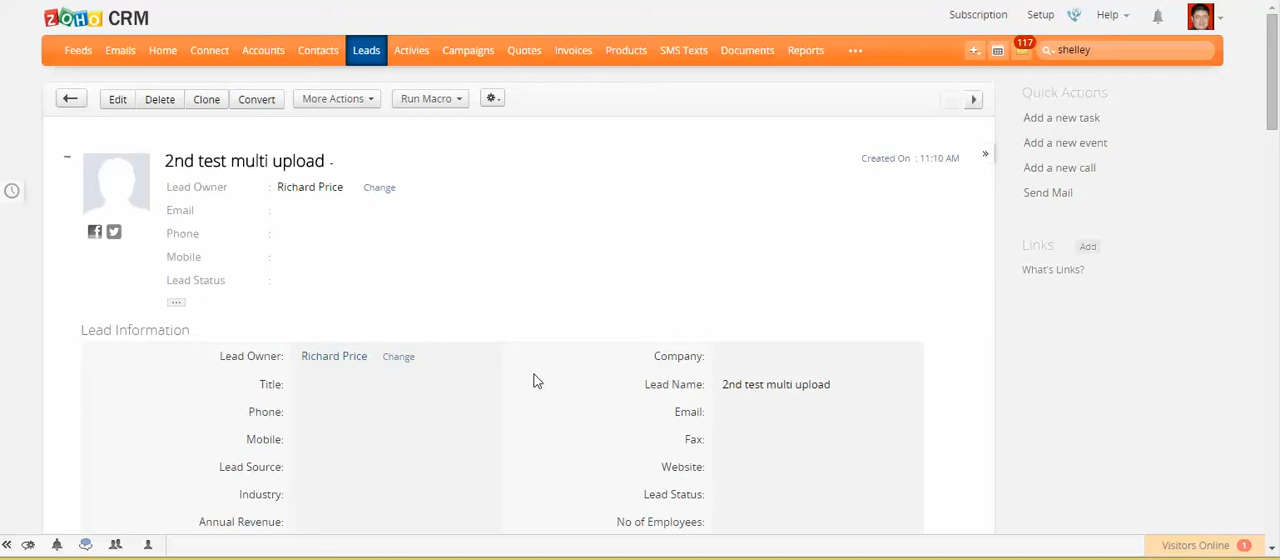 ZOHO CRM
Subscription Setup Help
Feeds Emails Home Connect Accounts Contacts Leads Activies Campaigns Quotes Invoices Products SMS Texts Documents Reports ••• 117 shelley
Edit Delete Clone Convert More Actions Run Macro
Quick Actions
Add a new task
Add a new event
Add a new call
Send Mail
Links Add
What's Links?
2nd test multi upload -
Created On : 11:10 AM
Lead Owner : Richard Price Change
Email :
Phone :
Mobile :
Lead Status :
Lead Information
Lead Owner: Richard Price Change Company:
Title: Lead Name: 2nd test multi upload
Phone: Email:
Mobile: Fax:
Lead Source: Website:
Industry: Lead Status:
Annual Revenue: No of Employees:
Visitors Online 1